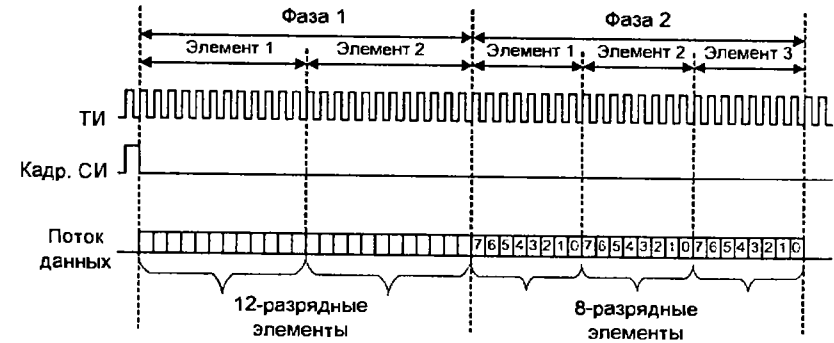 Фаза 1
Фаза 2
Элемент 1
Элемент 2
Элемент 1
Элемент 2
Элемент 3
ТИ
Кадр. СИ
Поток
данных
7 6 5 4 3 2 1 0 7 6 5 4 3 2 1 0 7 6 5 4 3 2 1 0
12-разрядные
элементы
8-разрядные
элементы